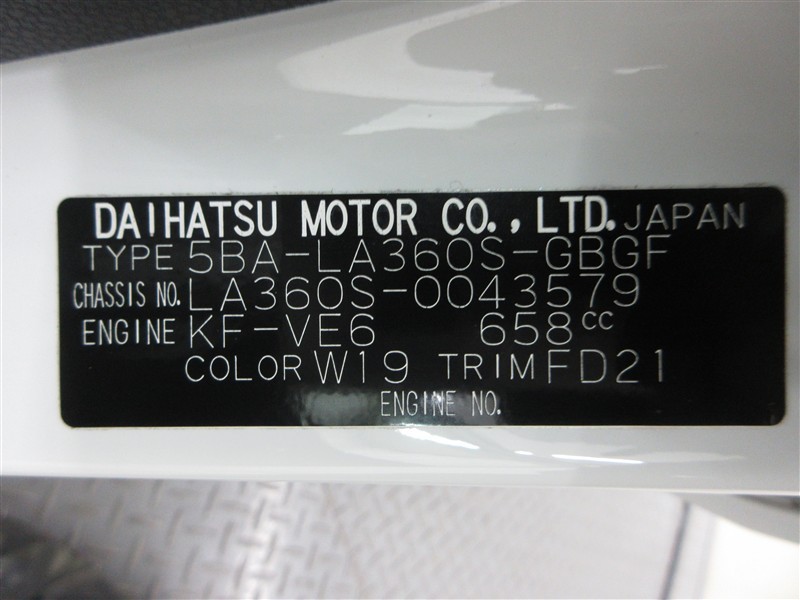 DAIHATSU MOTOR CO., LTD. JAPAN
TYPE 5BA-LA360S-GBGF
CHASSIS NO. LA360S-0043579
ENGINE KF-VE6 658cc
COLOR W19 TRIM FD21
ENGINE NO.